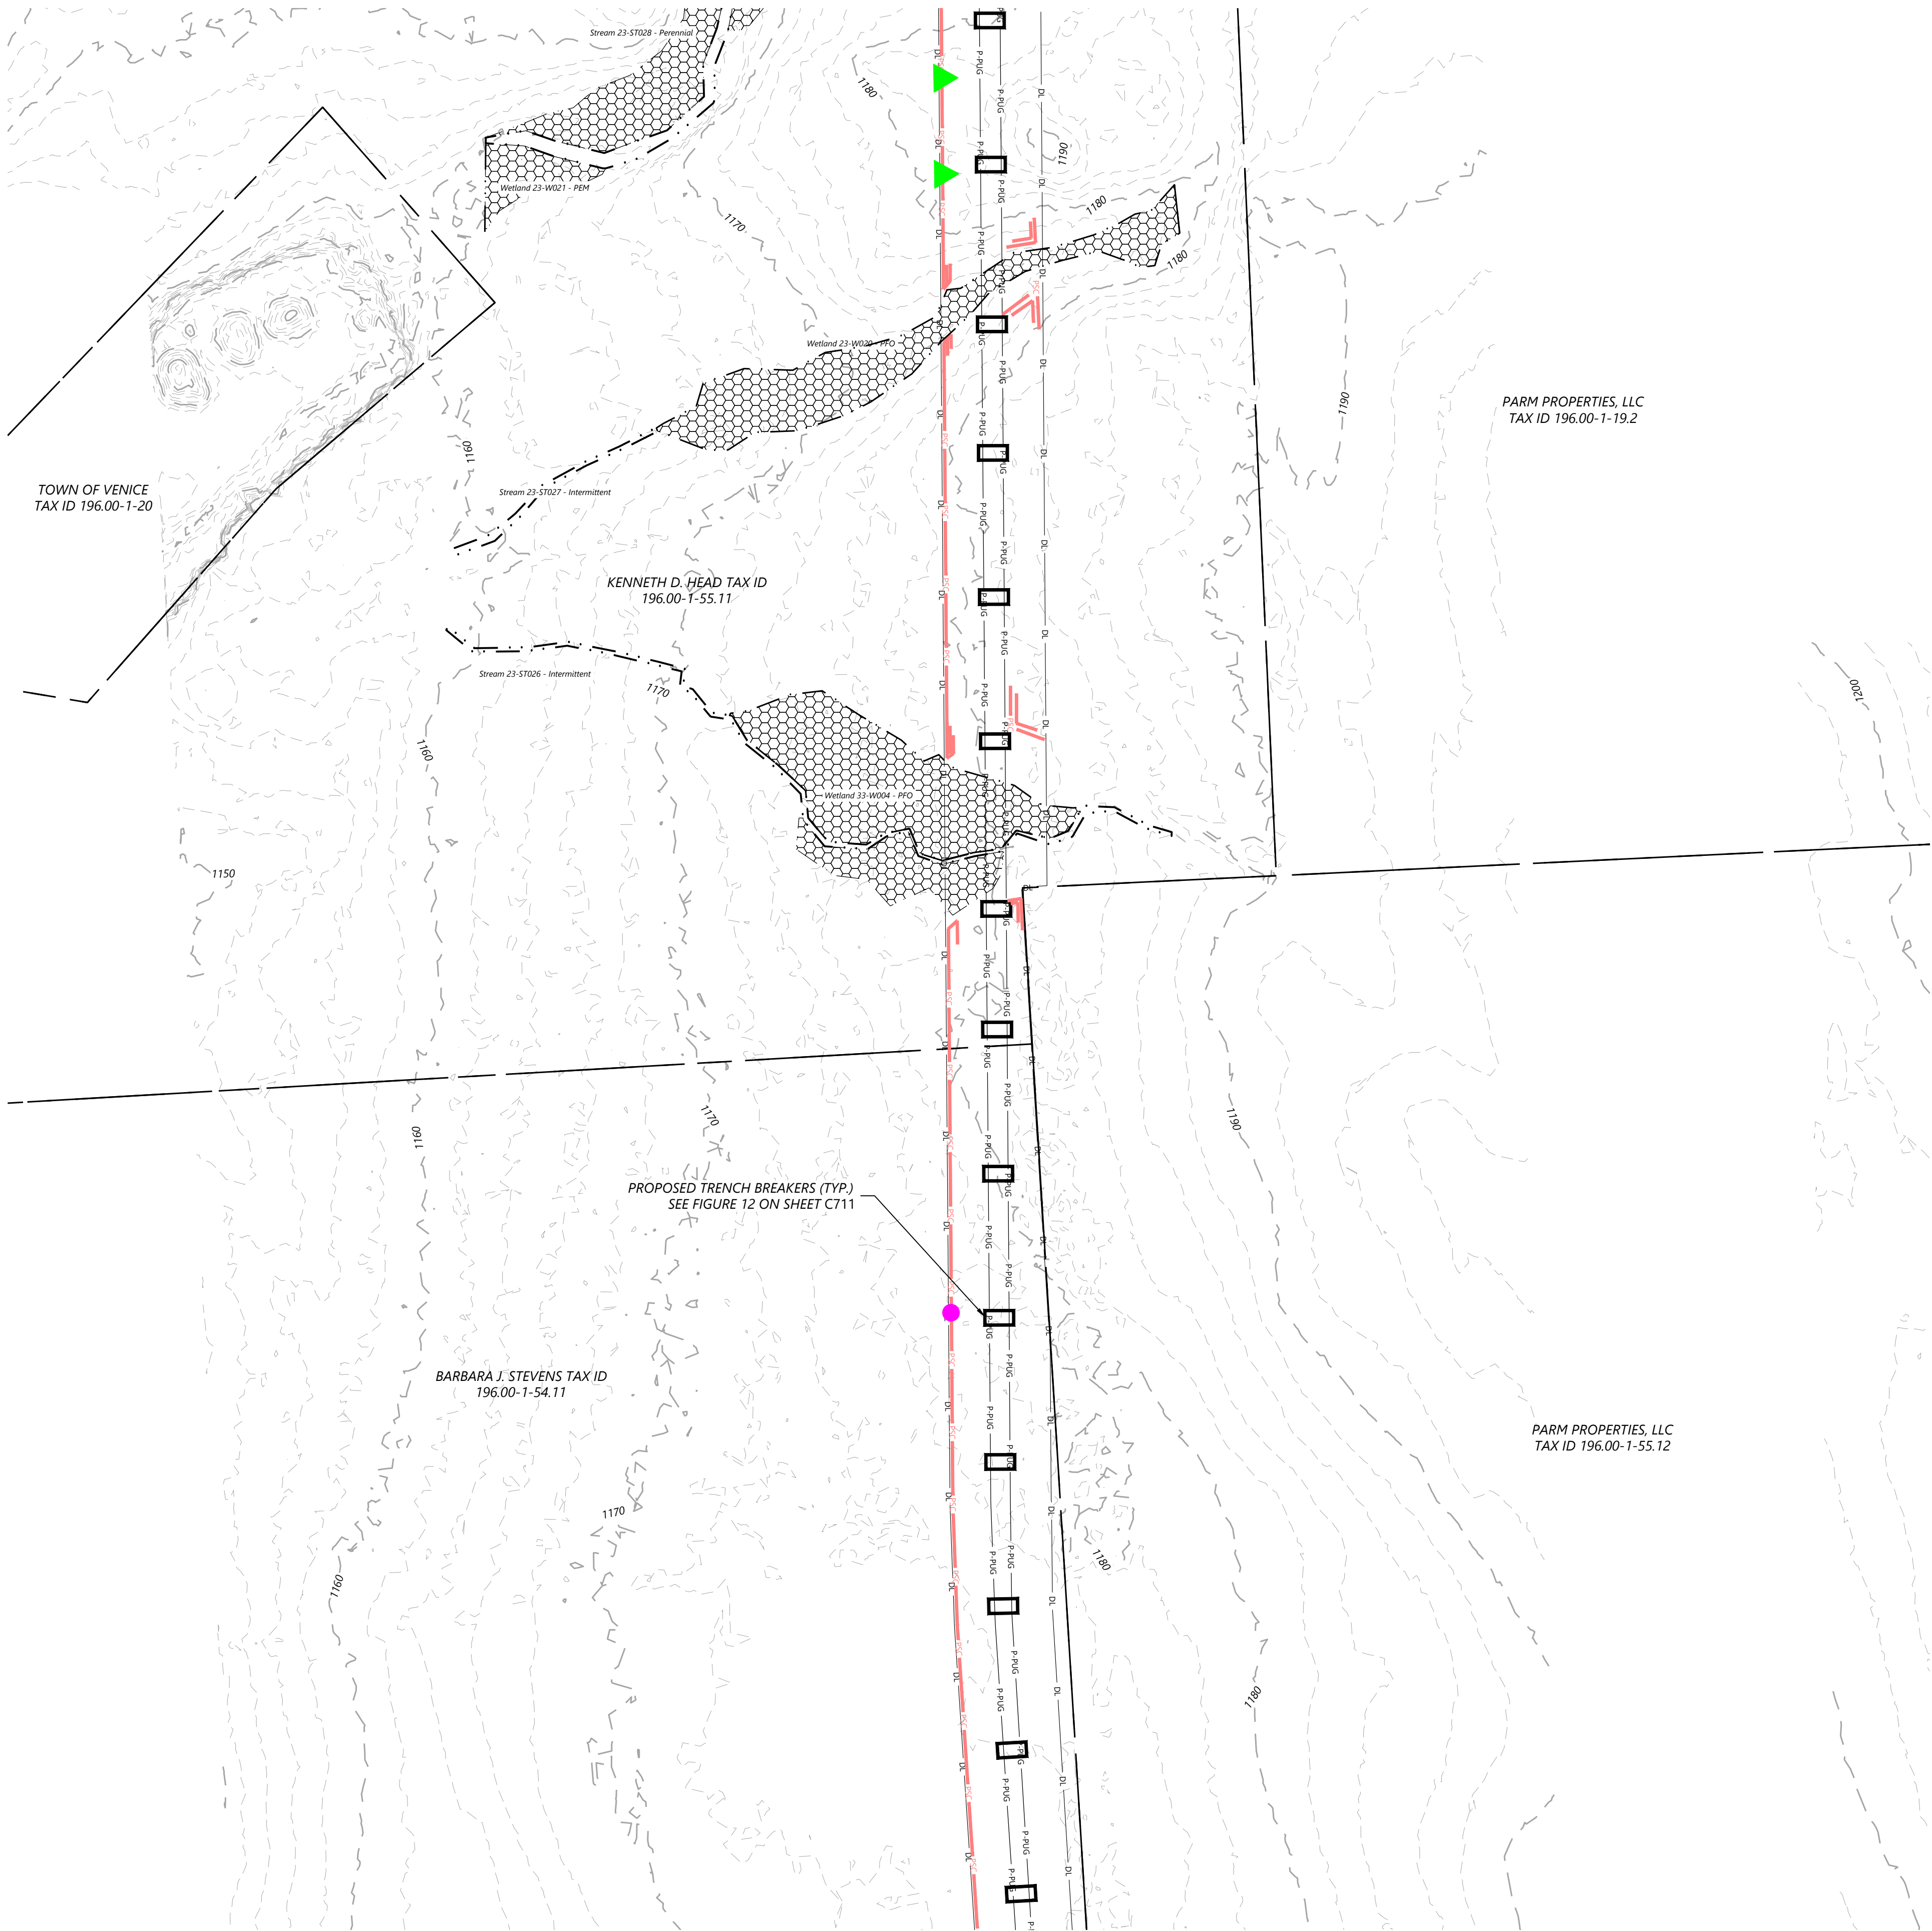 Stream 23-ST028 - Perennial
1180
1190
Wetland 23-W021 - PEM
1170
1180
1180
Wetland 23-W020 - PFO
PARM PROPERTIES, LLC
TAX ID 196.00-1-19.2
1190
1160
TOWN OF VENICE
TAX ID 196.00-1-20
Stream 23-ST027 - Intermittent
KENNETH D. HEAD TAX ID
196.00-1-55.11
Stream 23-ST026 - Intermittent
1170
1200
1160
Wetland 33-W004 - PFO
1150
1170
1190
1160
PROPOSED TRENCH BREAKERS (TYP.)
SEE FIGURE 12 ON SHEET C711
BARBARA J. STEVENS TAX ID
196.00-1-54.11
PARM PROPERTIES, LLC
TAX ID 196.00-1-55.12
1170
1180
1160
1180
DL
P-PUG
P-PUG
DL
PSC